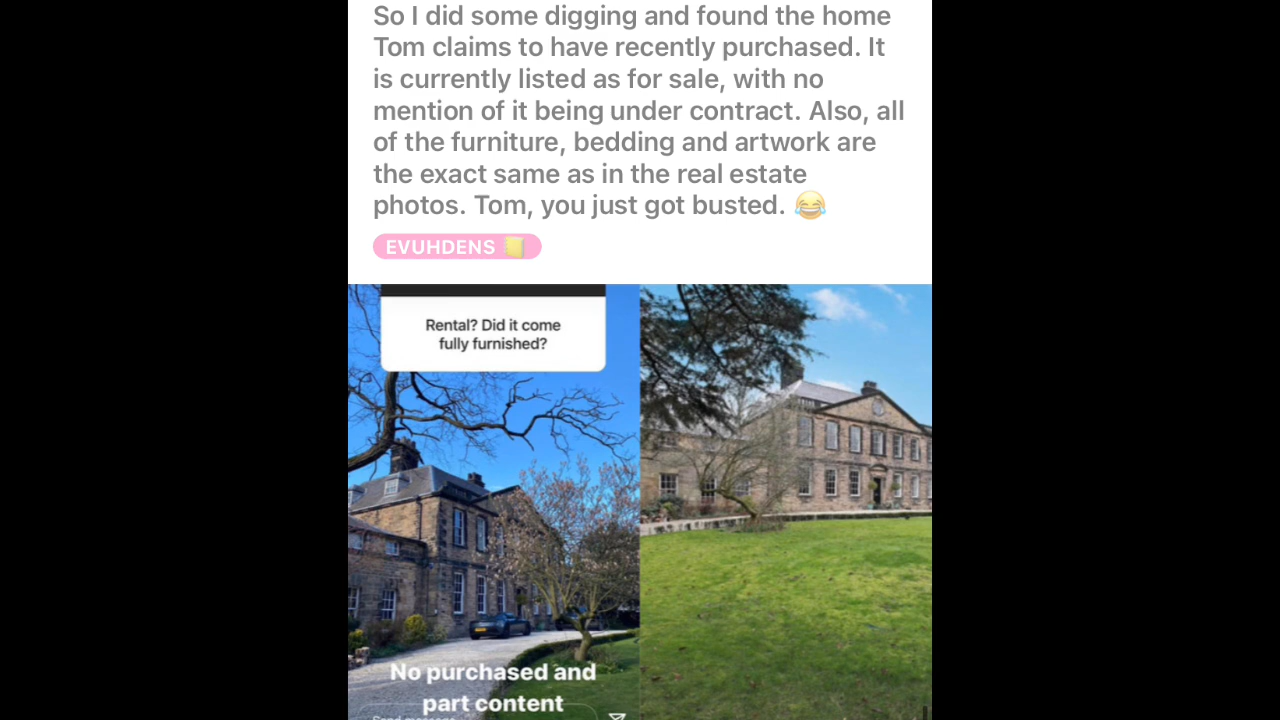 So I did some digging and found the home
Tom claims to have recently purchased. It
is currently listed as for sale, with no
mention of it being under contract. Also, all
of the furniture, bedding and artwork are
the exact same as in the real estate
photos. Tom, you just got busted. 😂
EVUHDENS 📒
Rental? Did it come
fully furnished?
No purchased and
part content
Send message